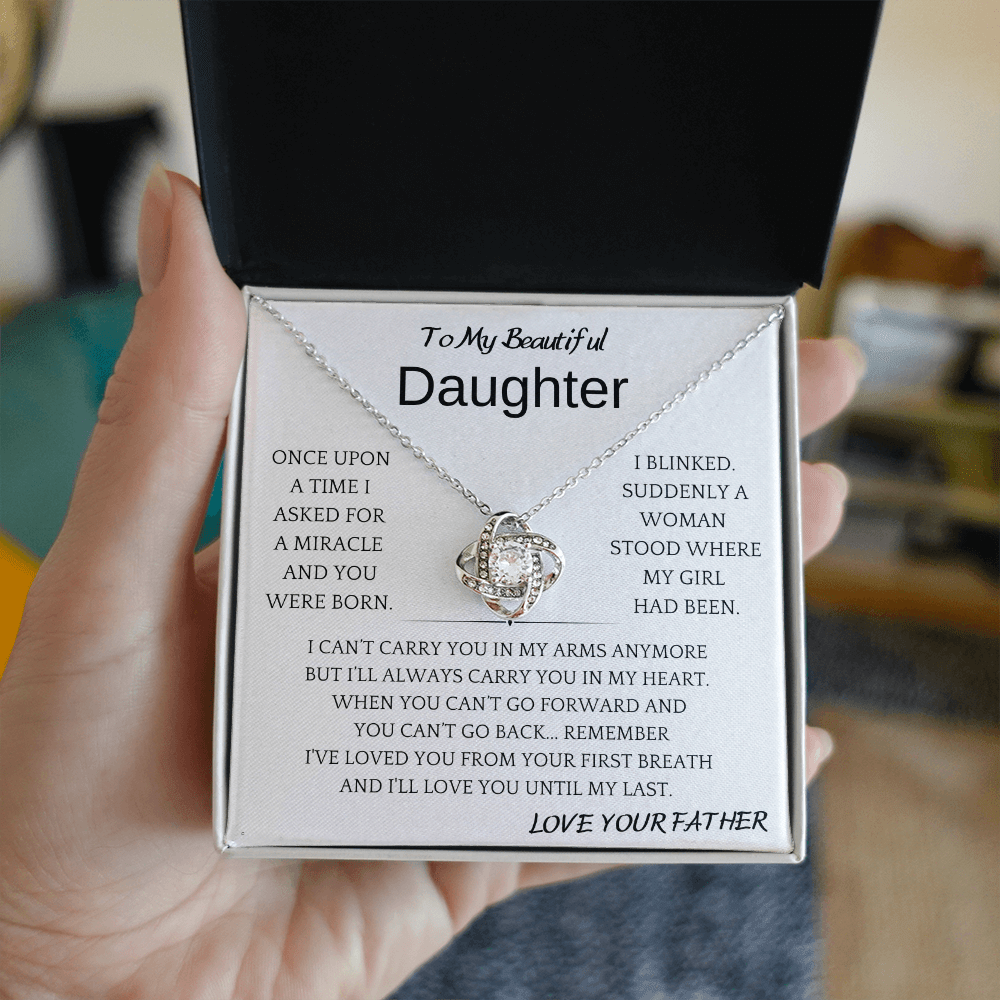 To My Beautiful
Daughter
ONCE UPON
A TIME I
ASKED FOR
A MIRACLE
AND YOU
WERE BORN.
I BLINKED.
SUDDENLY A
WOMAN
STOOD WHERE
MY GIRL
HAD BEEN.
I CAN'T CARRY YOU IN MY ARMS ANYMORE
BUT I'LL ALWAYS CARRY YOU IN MY HEART.
WHEN YOU CAN'T GO FORWARD AND
YOU CAN'T GO BACK... REMEMBER
I'VE LOVED YOU FROM YOUR FIRST BREATH
AND I'LL LOVE YOU UNTIL MY LAST.
LOVE YOUR FATHER